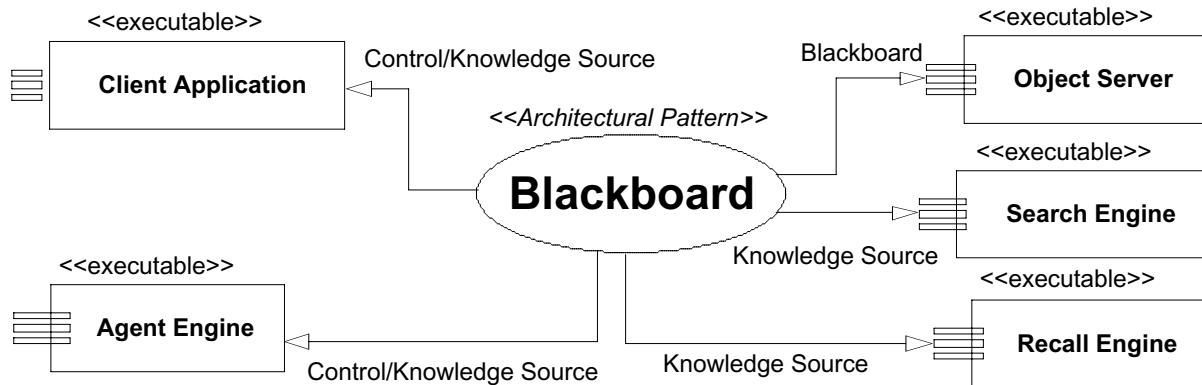 <<executable>>
Client Application
Control/Knowledge Source
<<Architectural Pattern>>
Blackboard
Blackboard
<<executable>>
Object Server
<<executable>>
Search Engine
Knowledge Source
<<executable>>
Agent Engine
Control/Knowledge Source
<<executable>>
Recall Engine
Knowledge Source